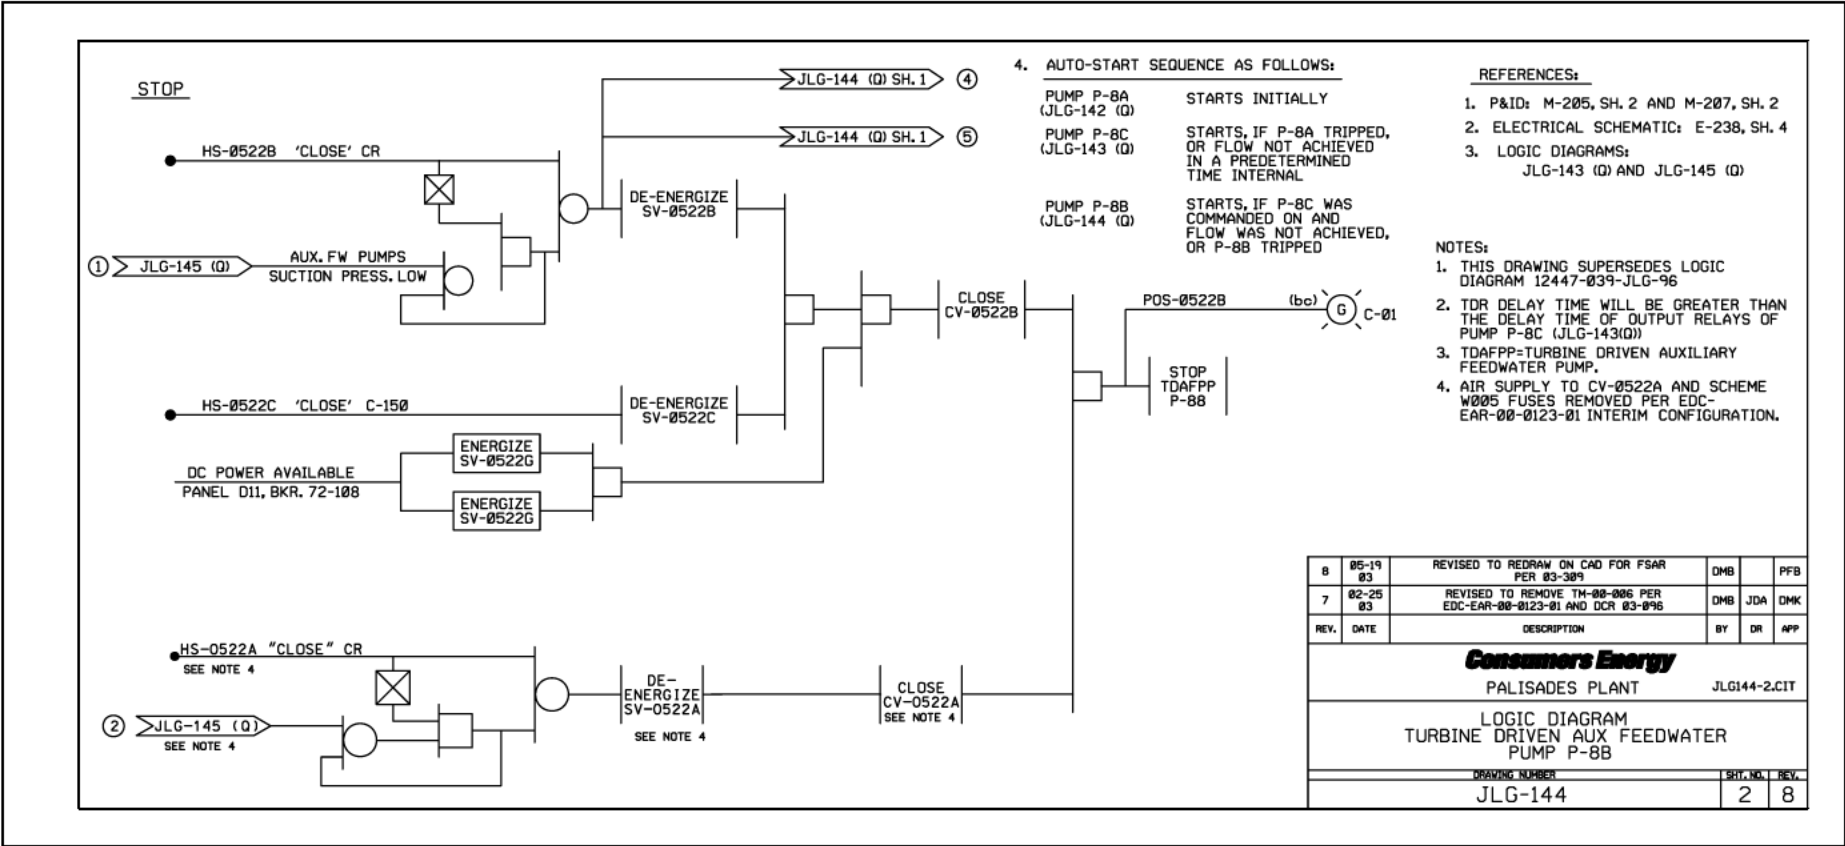 STOP
JLG-144 (Q) SH. 1 4
JLG-144 (Q) SH. 1 5
HS-0522B 'CLOSE' CR
DE-ENERGIZE
SV-0522B
1 JLG-145 (Q)
AUX. FW PUMPS
SUCTION PRESS. LOW
HS-0522C 'CLOSE' C-150
DE-ENERGIZE
SV-0522C
DC POWER AVAILABLE
PANEL D11, BKR. 72-108
ENERGIZE
SV-0522G
ENERGIZE
SV-0522G
CLOSE
CV-0522B
POS-0522B (bc) G C-01
STOP
TDAFPP
P-88
HS-0522A "CLOSE" CR
SEE NOTE 4
2 JLG-145 (Q)
SEE NOTE 4
DE-
ENERGIZE
SV-0522A
SEE NOTE 4
CLOSE
CV-0522A
SEE NOTE 4
4. AUTO-START SEQUENCE AS FOLLOWS:
PUMP P-8A STARTS INITIALLY
(JLG-142 (Q)
PUMP P-8C STARTS, IF P-8A TRIPPED,
(JLG-143 (Q) OR FLOW NOT ACHIEVED
IN A PREDETERMINED
TIME INTERNAL
PUMP P-8B STARTS, IF P-8C WAS
(JLG-144 (Q) COMMANDED ON AND
FLOW WAS NOT ACHIEVED,
OR P-8B TRIPPED
REFERENCES:
1. P&ID: M-205, SH. 2 AND M-207, SH. 2
2. ELECTRICAL SCHEMATIC: E-238, SH. 4
3. LOGIC DIAGRAMS:
JLG-143 (Q) AND JLG-145 (Q)
NOTES:
1. THIS DRAWING SUPERSEDES LOGIC
DIAGRAM 12447-039-JLG-96
2. TDR DELAY TIME WILL BE GREATER THAN
THE DELAY TIME OF OUTPUT RELAYS OF
PUMP P-8C (JLG-143(Q))
3. TDAFPP=TURBINE DRIVEN AUXILIARY
FEEDWATER PUMP.
4. AIR SUPPLY TO CV-0522A AND SCHEME
W005 FUSES REMOVED PER EDC-
EAR-00-0123-01 INTERIM CONFIGURATION.
8 05-19 03 REVISED TO REDRAW ON CAD FOR FSAR DMB PFB
PER 03-309
7 02-25 03 REVISED TO REMOVE TM-00-006 PER DMB JDA DMK
EDC-EAR-00-0123-01 AND DCR 03-096
REV. DATE DESCRIPTION BY DR APP
Consumers Energy
PALISADES PLANT JLG144-2.CIT
LOGIC DIAGRAM
TURBINE DRIVEN AUX FEEDWATER
PUMP P-8B
DRAWING NUMBER SHT. NO. REV.
JLG-144 2 8